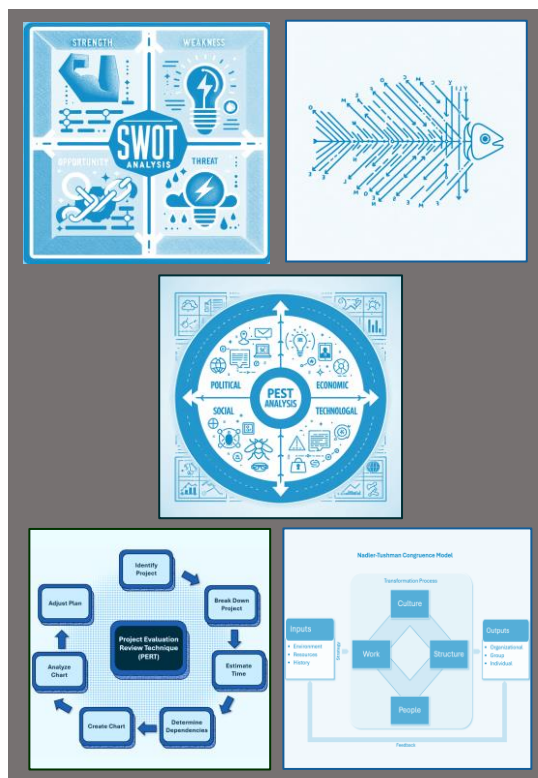 STRENGTH
WEAKNESS
SWOT
ANALYSIS
OPPORTUNITY
THREAT
POLITICAL
ECONOMIC
PEST
ANALYSIS
SOCIAL
TECHNOLOGAL
Identify
Project
Break Down
Project
Estimate
Time
Determine
Dependencies
Create Chart
Analyze
Chart
Adjust Plan
Project Evaluation
Review Technique
(PERT)
Nadler-Tushman Congruence Model
Transformation Process
Inputs
• Environment
• Resources
• History
Strategy
Culture
Work
Structure
People
Outputs
• Organizational
• Group
• Individual
Feedback